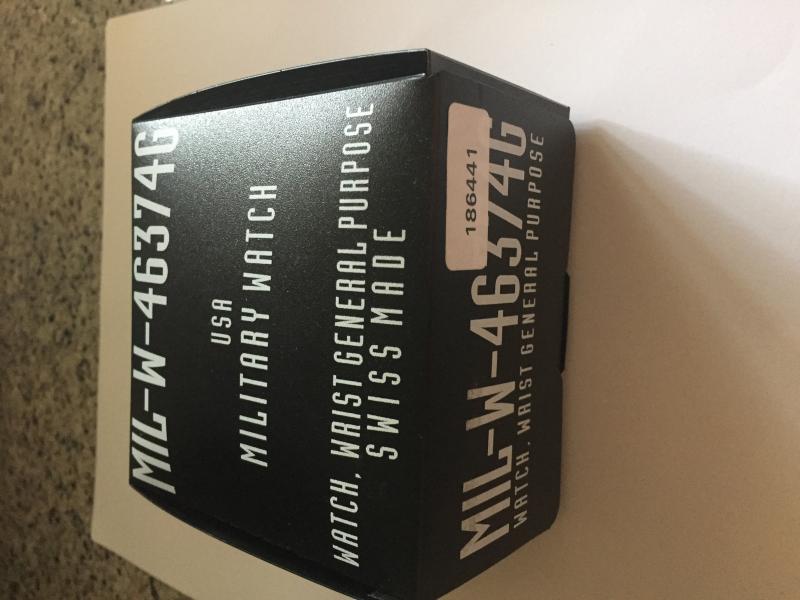 MIL-W-46374G
USA
MILITARY WATCH
WATCH, WRIST GENERAL PURPOSE
SWISS MADE
186441
MIL-W-46374G
WATCH, WRIST GENERAL PURPOSE